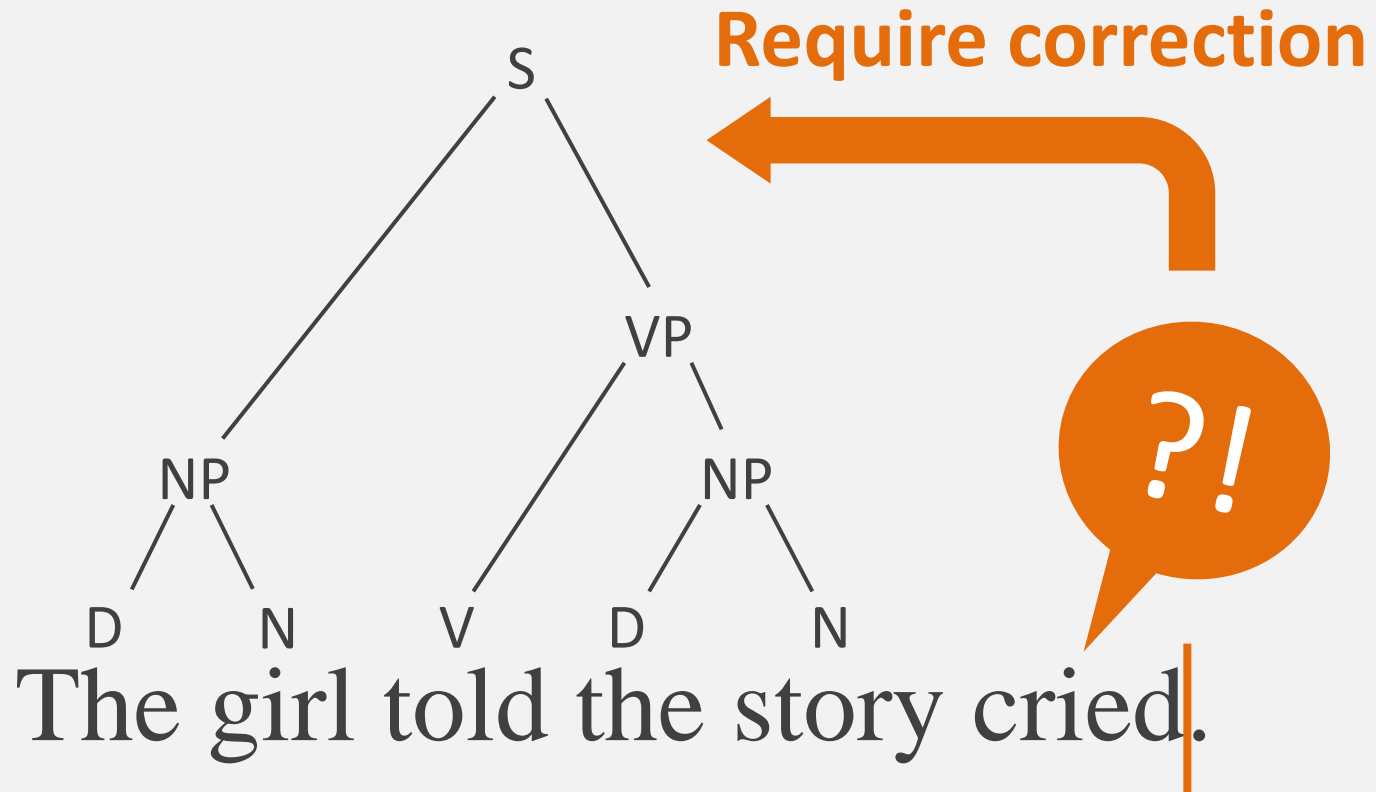 Require correction
S
VP
?!
NP NP
D N V D N
The girl told the story cried.